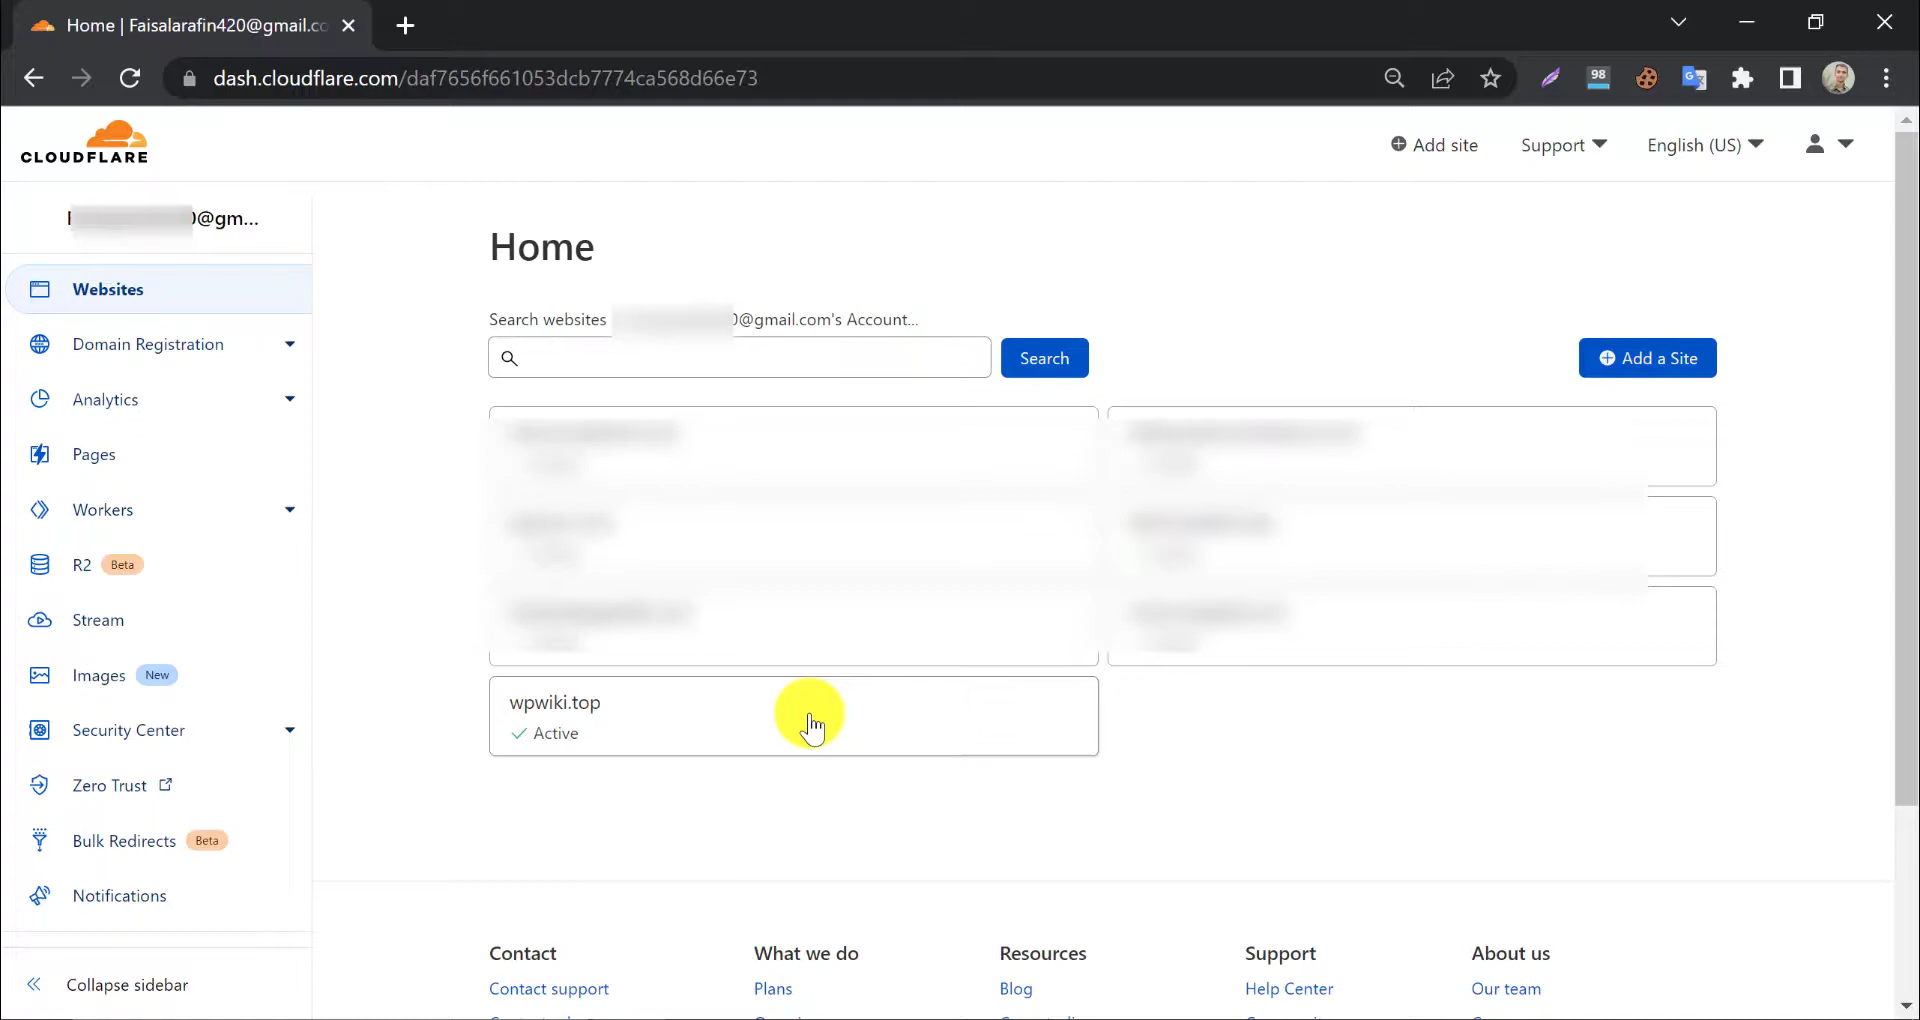 Home | Faisalarafin420@gmail.co
dash.cloudflare.com/daf7656f661053dcb7774ca568d66e73
98
CLOUDFLARE
Add site
Support
English (US)
0@gm...
Websites
Domain Registration
Analytics
Pages
Workers
R2 Beta
Stream
Images New
Security Center
Zero Trust
Bulk Redirects Beta
Notifications
Collapse sidebar
Home
Search websites
0@gmail.com's Account...
Search
Add a Site
wpwiki.top
Active
Contact
What we do
Resources
Support
About us
Contact support
Plans
Blog
Help Center
Our team